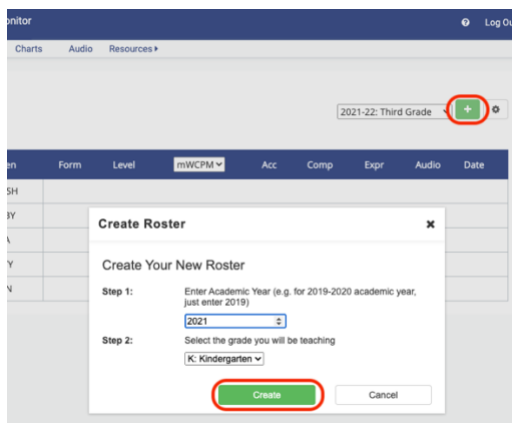 onitor
Log Ou
Charts Audio Resources
2021-22: Third Grade +
en Form Level mWCPM Acc Comp Expr Audio Date
SH
BY
A
Y
N
Create Roster ×
Create Your New Roster
Step 1: Enter Academic Year (e.g. for 2019-2020 academic year,
just enter 2019)
2021
Step 2: Select the grade you will be teaching
K: Kindergarten
Create Cancel